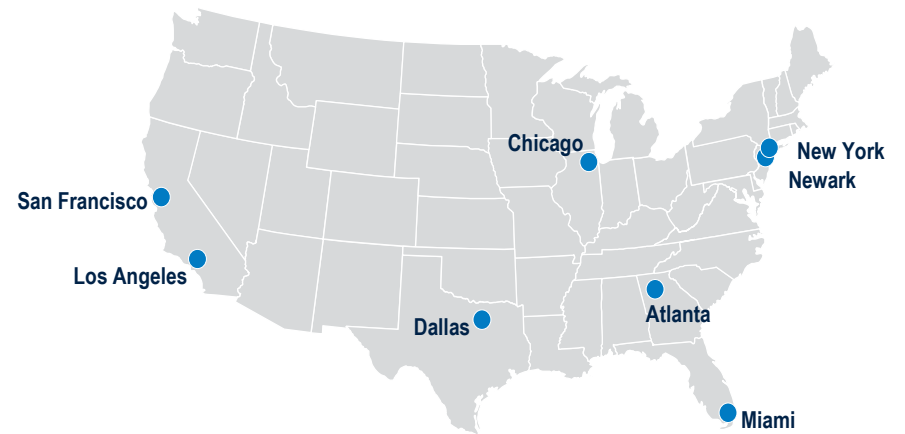 Chicago
New York
Newark
San Francisco
Los Angeles
Atlanta
Dallas
Miami